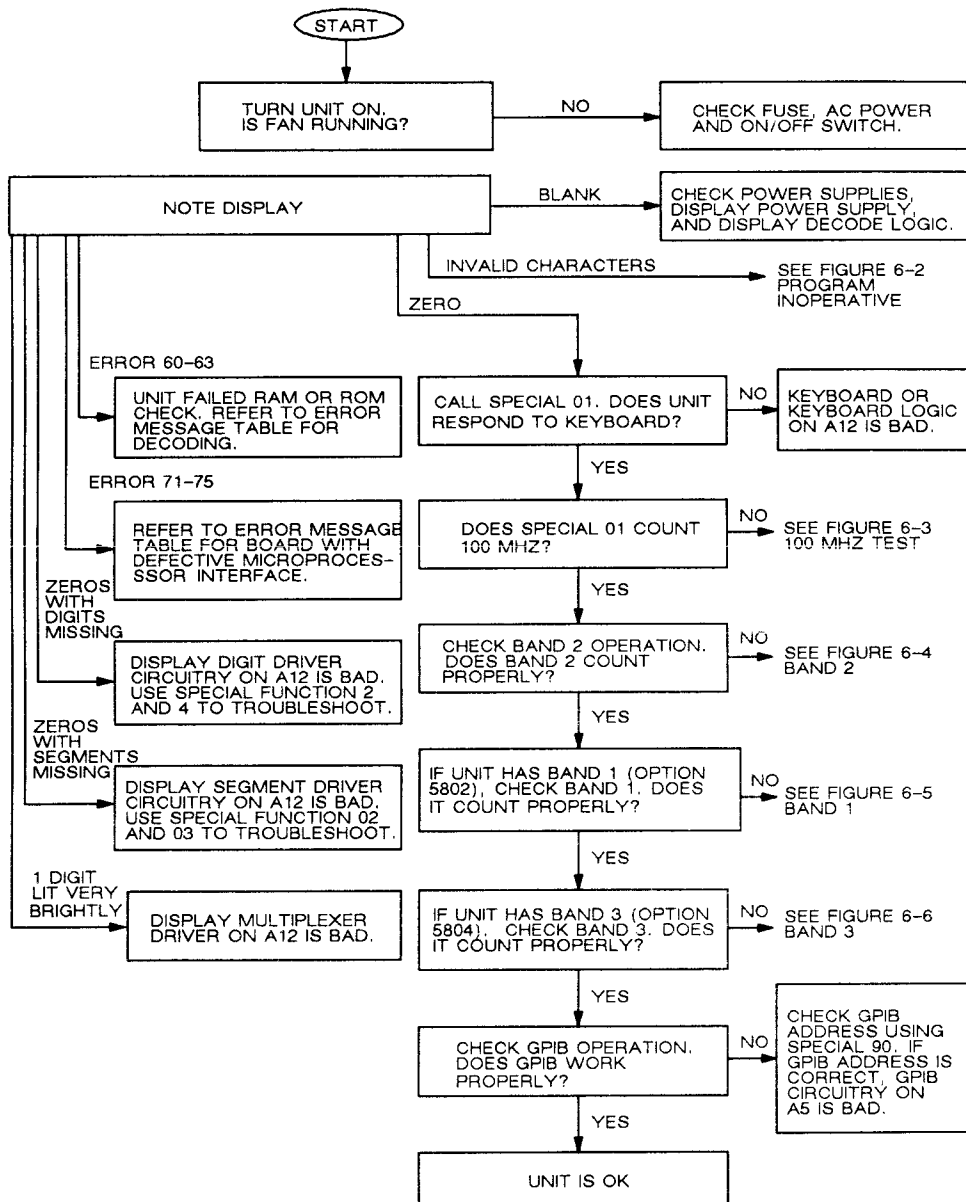 START
TURN UNIT ON.
IS FAN RUNNING?
NO
CHECK FUSE, AC POWER
AND ON/OFF SWITCH.
NOTE DISPLAY
BLANK
CHECK POWER SUPPLIES,
DISPLAY POWER SUPPLY,
AND DISPLAY DECODE LOGIC.
INVALID CHARACTERS
SEE FIGURE 6-2
PROGRAM
INOPERATIVE
ZERO
ERROR 60-63
UNIT FAILED RAM OR ROM
CHECK. REFER TO ERROR
MESSAGE TABLE FOR
DECODING.
CALL SPECIAL 01. DOES UNIT
RESPOND TO KEYBOARD?
NO
KEYBOARD OR
KEYBOARD LOGIC
ON A12 IS BAD.
YES
ERROR 71-75
REFER TO ERROR MESSAGE
TABLE FOR BOARD WITH
DEFECTIVE MICROPROCE-
SSSOR INTERFACE.
DOES SPECIAL 01 COUNT
100 MHZ?
NO
SEE FIGURE 6-3
100 MHZ TEST
YES
ZEROS
WITH
DIGITS
MISSING
DISPLAY DIGIT DRIVER
CIRCUITRY ON A12 IS BAD.
USE SPECIAL FUNCTION 2
AND 4 TO TROUBLESHOOT.
CHECK BAND 2 OPERATION.
DOES BAND 2 COUNT
PROPERLY?
NO
SEE FIGURE 6-4
BAND 2
YES
ZEROS
WITH
SEGMENTS
MISSING
DISPLAY SEGMENT DRIVER
CIRCUITRY ON A12 IS BAD.
USE SPECIAL FUNCTION 02
AND 03 TO TROUBLESHOOT.
IF UNIT HAS BAND 1 (OPTION
5802), CHECK BAND 1. DOES
IT COUNT PROPERLY?
NO
SEE FIGURE 6-5
BAND 1
YES
1 DIGIT
LIT VERY
BRIGHTLY
DISPLAY MULTIPLEXER
DRIVER ON A12 IS BAD.
IF UNIT HAS BAND 3 (OPTION
5804), CHECK BAND 3. DOES
IT COUNT PROPERLY?
NO
SEE FIGURE 6-6
BAND 3
YES
CHECK GPIB OPERATION.
DOES GPIB WORK
PROPERLY?
NO
CHECK GPIB
ADDRESS USING
SPECIAL 90. IF
GPIB ADDRESS IS
CORRECT, GPIB
CIRCUITRY ON
A5 IS BAD.
YES
UNIT IS OK